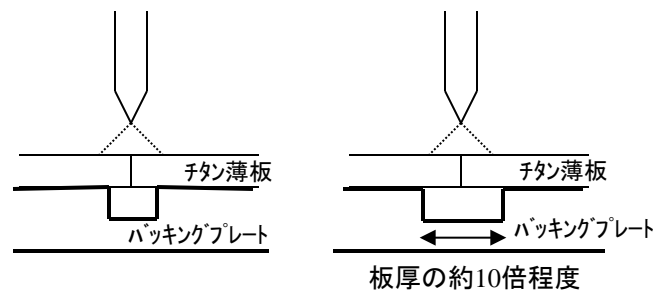 チタン薄板
バッキングプレート
チタン薄板
バッキングプレート
板厚の約10倍程度